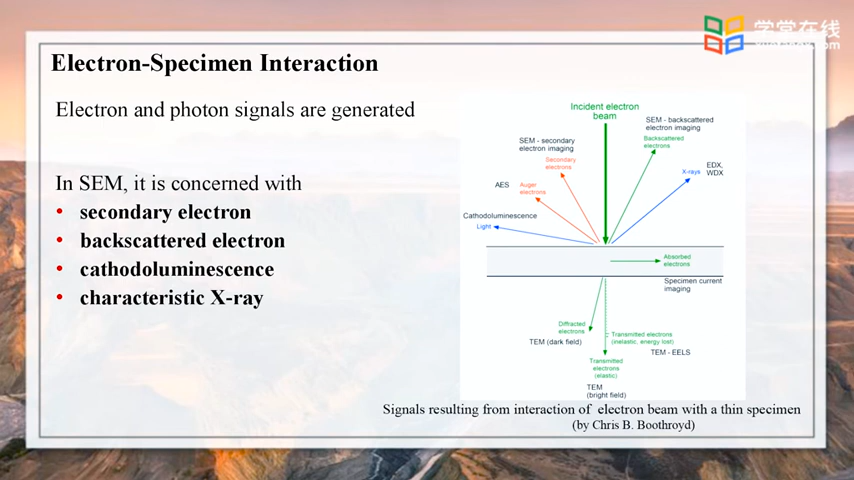 学堂在线
xuetangx.com
Electron-Specimen Interaction
Electron and photon signals are generated
In SEM, it is concerned with
• secondary electron
• backscattered electron
• cathodoluminescence
• characteristic X-ray
Incident electron
beam
SEM - secondary
electron imaging
SEM - backscattered
electron imaging
Secondary
electrons
Backscattered
electrons
AES
Auger
electrons
X-rays
EDX,
WDX
Cathodoluminescence
Light
Absorbed
electrons
Specimen current
imaging
Diffracted
electrons
TEM (dark field)
Transmitted electrons
(inelastic, energy lost)
TEM - EELS
Transmitted
electrons
(elastic)
TEM
(bright field)
Signals resulting from interaction of electron beam with a thin specimen
(by Chris B. Boothroyd)